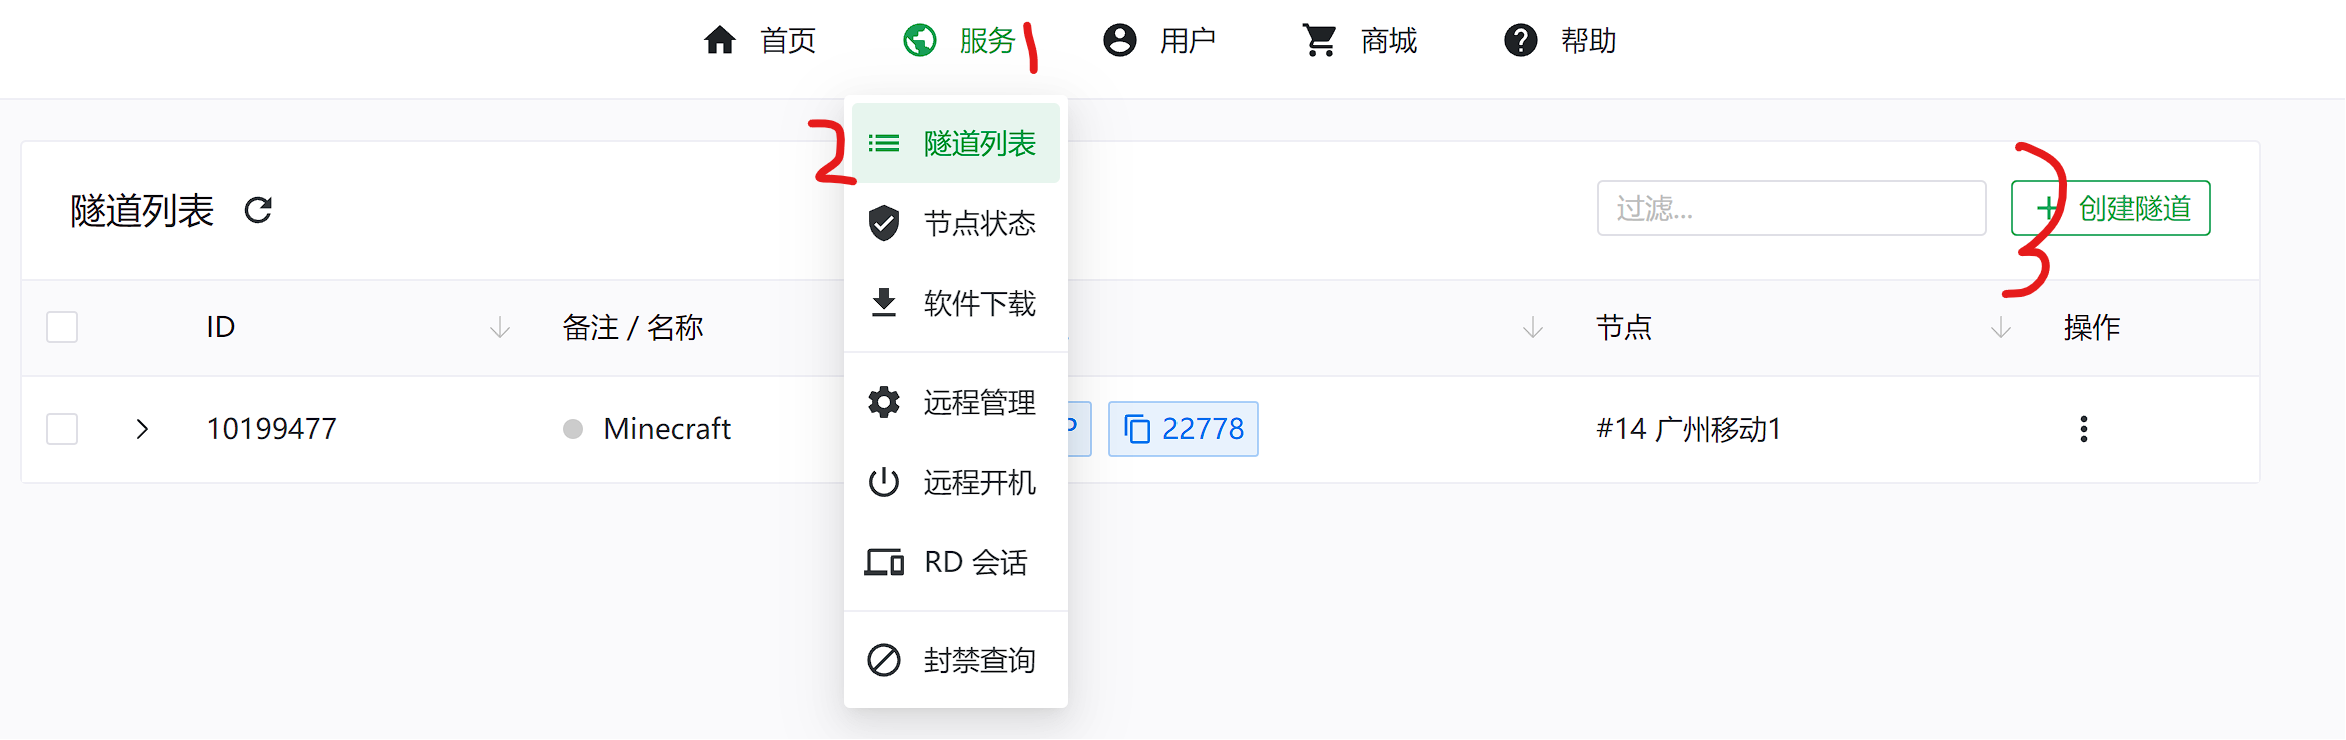 首页 服务 1 用户 商城 帮助
2 隧道列表
隧道列表 过滤... 创建隧道 3
节点状态
软件下载
ID 备注 / 名称 节点 操作
远程管理
10199477 Minecraft P 22778 #14 广州移动1
远程开机
RD 会话
封禁查询